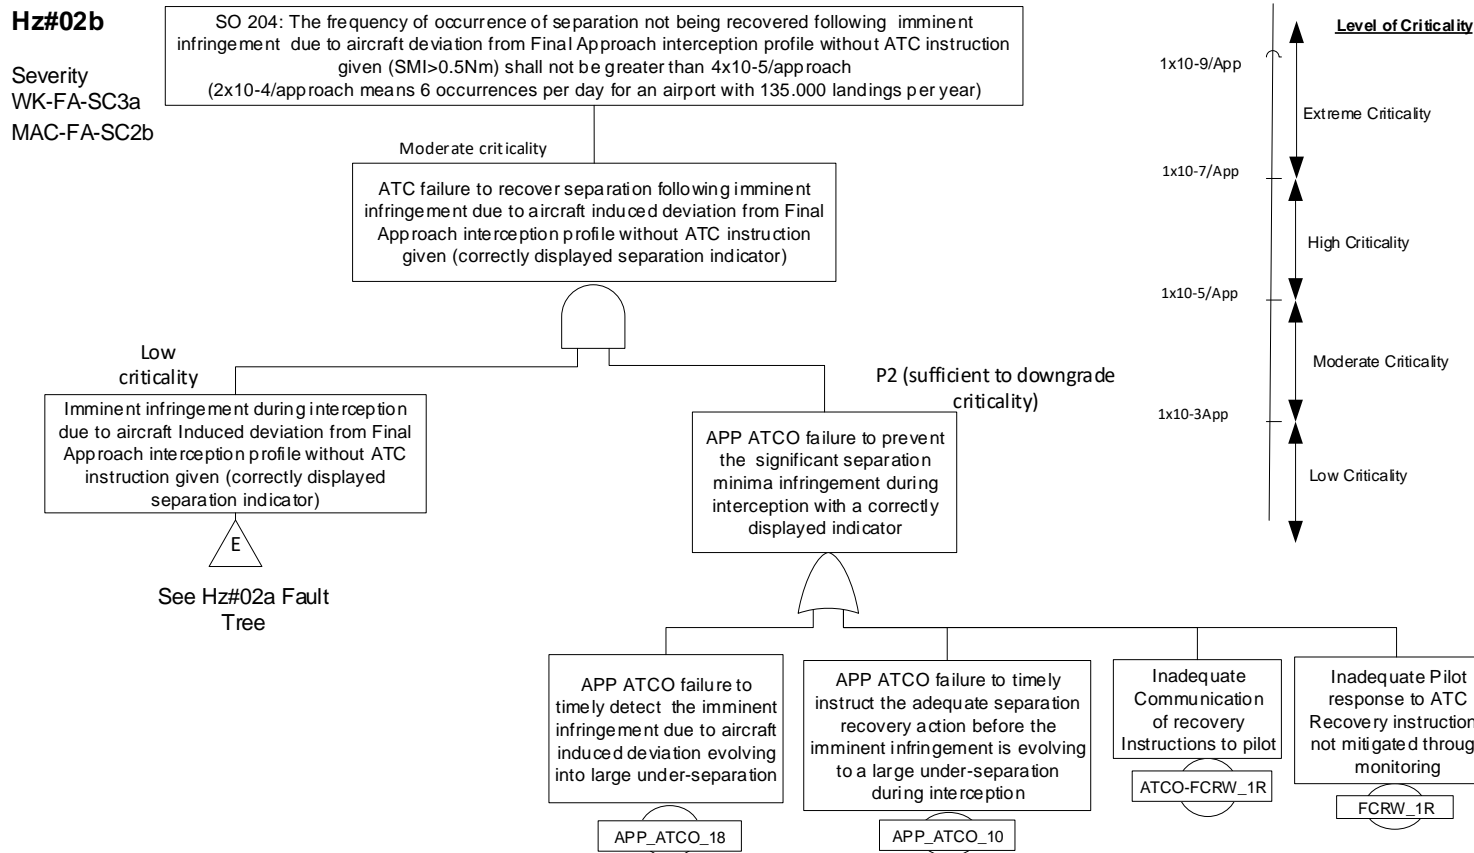 Hz#02b
Severity
WK-FA-SC3a
MAC-FA-SC2b
SO 204: The frequency of occurrence of separation not being recovered following imminent
infringement due to aircraft deviation from Final Approach interception profile without ATC instruction
given (SMI>0.5Nm) shall not be greater than 4x10-5/approach
(2x10-4/approach means 6 occurrences per day for an airport with 135.000 landings per year)
Moderate criticality
ATC failure to recover separation following imminent
infringement due to aircraft induced deviation from Final
Approach interception profile without ATC instruction
given (correctly displayed separation indicator)
Low
criticality
Imminent infringement during interception
due to aircraft Induced deviation from Final
Approach interception profile without ATC
instruction given (correctly displayed
separation indicator)
E
See Hz#02a Fault
Tree
P2 (sufficient to downgrade
criticality)
APP ATCO failure to prevent
the significant separation
minima infringement during
interception with a correctly
displayed indicator
APP ATCO failure to
timely detect the imminent
infringement due to aircraft
induced deviation evolving
into large under-separation
APP_ATCO_18
APP ATCO failure to timely
instruct the adequate separation
recovery action before the
imminent infringement is evolving
to a large under-separation
during interception
APP_ATCO_10
Inadequate
Communication
of recovery
Instructions to pilot
ATCO-FCRW_1R
Inadequate Pilot
response to ATC
Recovery instruction
not mitigated throug
monitoring
FCRW_1R
Level of Criticality
1x10-9/App
Extreme Criticality
1x10-7/App
High Criticality
1x10-5/App
Moderate Criticality
1x10-3App
Low Criticality